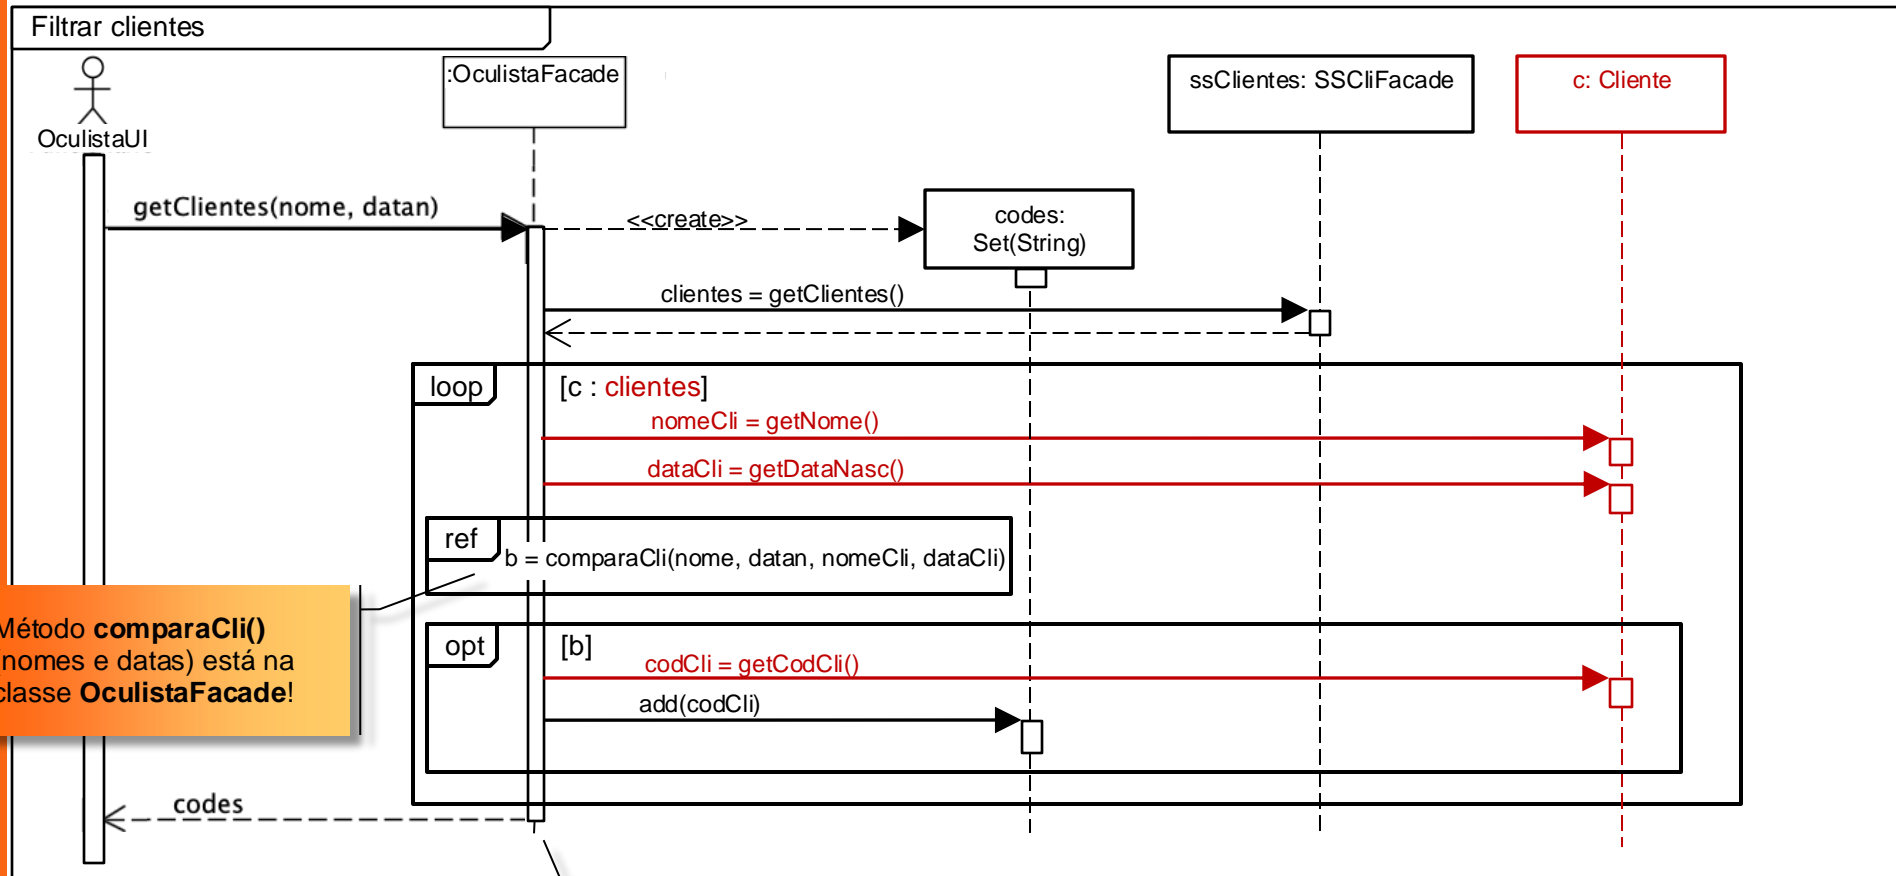 Filtrar clientes
:OculistaFacade
ssClientes: SSCliFacade
c: Cliente
OculistaUI
getClientes(nome, datan)
<<create>>
codes:
Set(String)
clientes = getClientes()
loop
[c : clientes]
nomeCli = getNome()
dataCli = getDataNasc()
ref
b = comparaCli(nome, datan, nomeCli, dataCli)
Método comparaCli()
nomes e datas) está na
classe OculistaFacade!
opt
[b]
codCli = getCodCli()
add(codCli)
codes